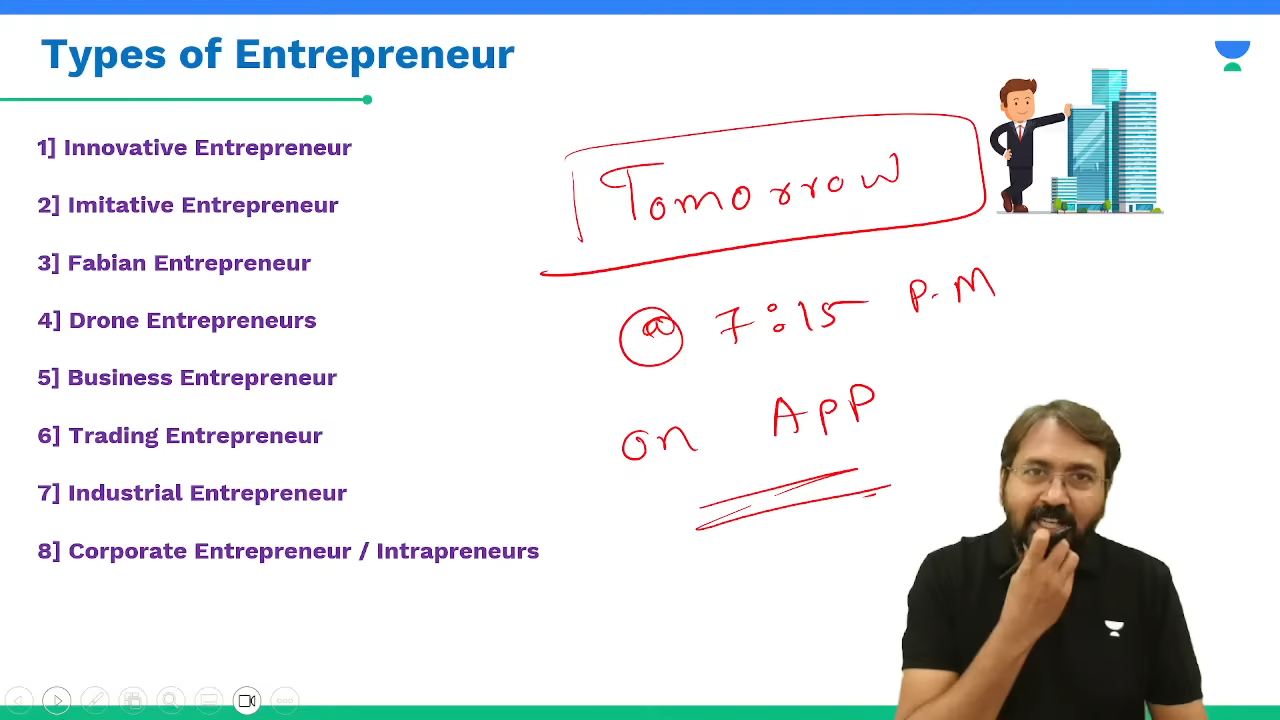 Types of Entrepreneur
1] Innovative Entrepreneur
2] Imitative Entrepreneur
3] Fabian Entrepreneur
4] Drone Entrepreneurs
5] Business Entrepreneur
6] Trading Entrepreneur
7] Industrial Entrepreneur
8] Corporate Entrepreneur / Intrapreneurs
Tomorrow
@ 7:15 P.M
on APP